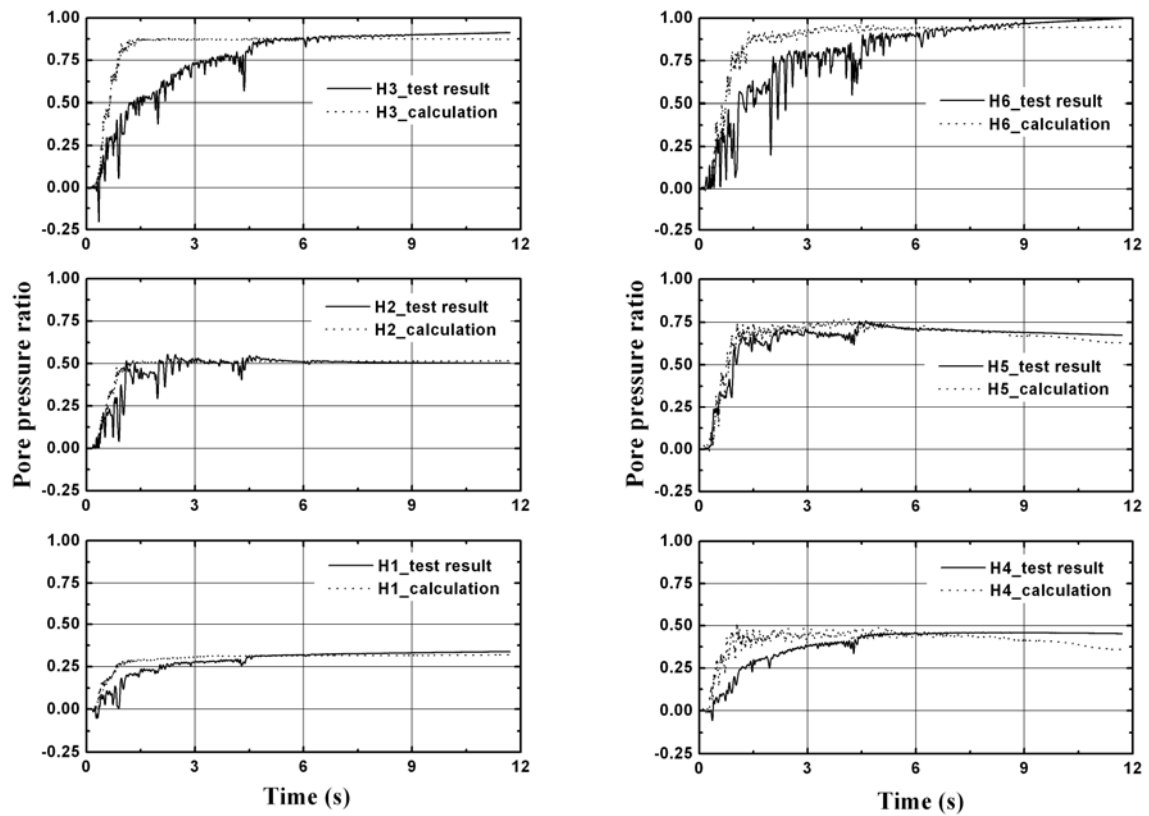 1.00
0.75
0.50
0.25
0.00
-0.25
H3_test result
H3_calculation
0 3 6 9 12
1.00
0.75
0.50
0.25
0.00
-0.25
H2_test result
H2_calculation
0 3 6 9 12
1.00
0.75
0.50
0.25
0.00
-0.25
H1_test result
H1_calculation
0 3 6 9 12
Pore pressure ratio
Time (s)
1.00
0.75
0.50
0.25
0.00
-0.25
H6_test result
H6_calculation
0 3 6 9 12
1.00
0.75
0.50
0.25
0.00
-0.25
H5_test result
H5_calculation
0 3 6 9 12
1.00
0.75
0.50
0.25
0.00
-0.25
H4_test result
H4_calculation
0 3 6 9 12
Pore pressure ratio
Time (s)